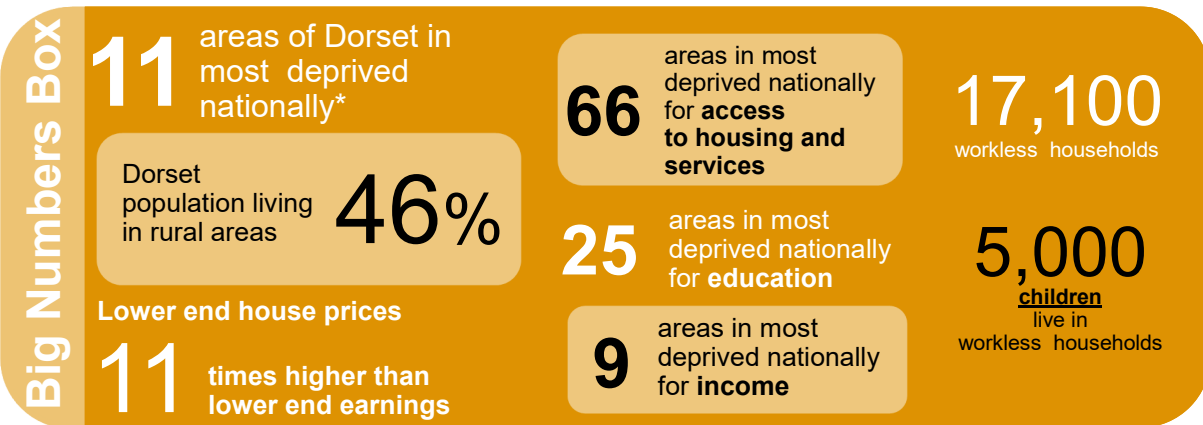 Big Numbers Box
11
areas of Dorset in
most deprived
nationally*
Dorset
population living
in rural areas
46%
Lower end house prices
11
times higher than
lower end earnings
66
areas in most
deprived nationally
for access
to housing and
services
25
areas in most
deprived nationally
for education
9
areas in most
deprived nationally
for income
17,100
workless households
5,000
children
live in
workless households